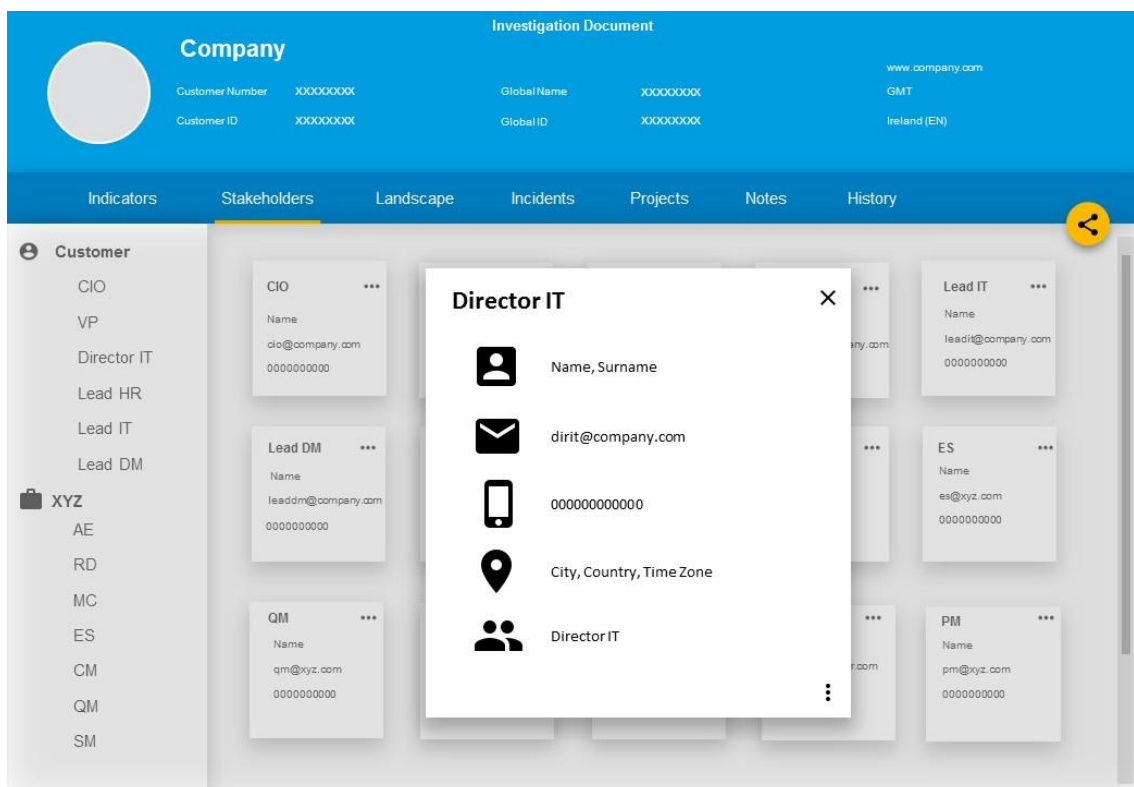 Investigation Document
Company
www.company.com
Customer Number XXXXXXXX Global Name XXXXXXXX GMT
Customer ID XXXXXXXX Global ID XXXXXXXX Ireland (EN)
Indicators Stakeholders Landscape Incidents Projects Notes History
Customer
CIO
VP
Director IT
Lead HR
Lead IT
Lead DM
XYZ
AE
RD
MC
ES
CM
QM
SM
CIO
Name
cio@company.com
0000000000
Lead IT
Name
leadit@company.com
0000000000
any.com
Lead DM
Name
leaddm@company.com
0000000000
ES
Name
es@xyz.com
0000000000
QM
Name
qm@xyz.com
0000000000
r.com
PM
Name
pm@xyz.com
0000000000
Director IT
Name, Surname
dirit@company.com
000000000000
City, Country, Time Zone
Director IT